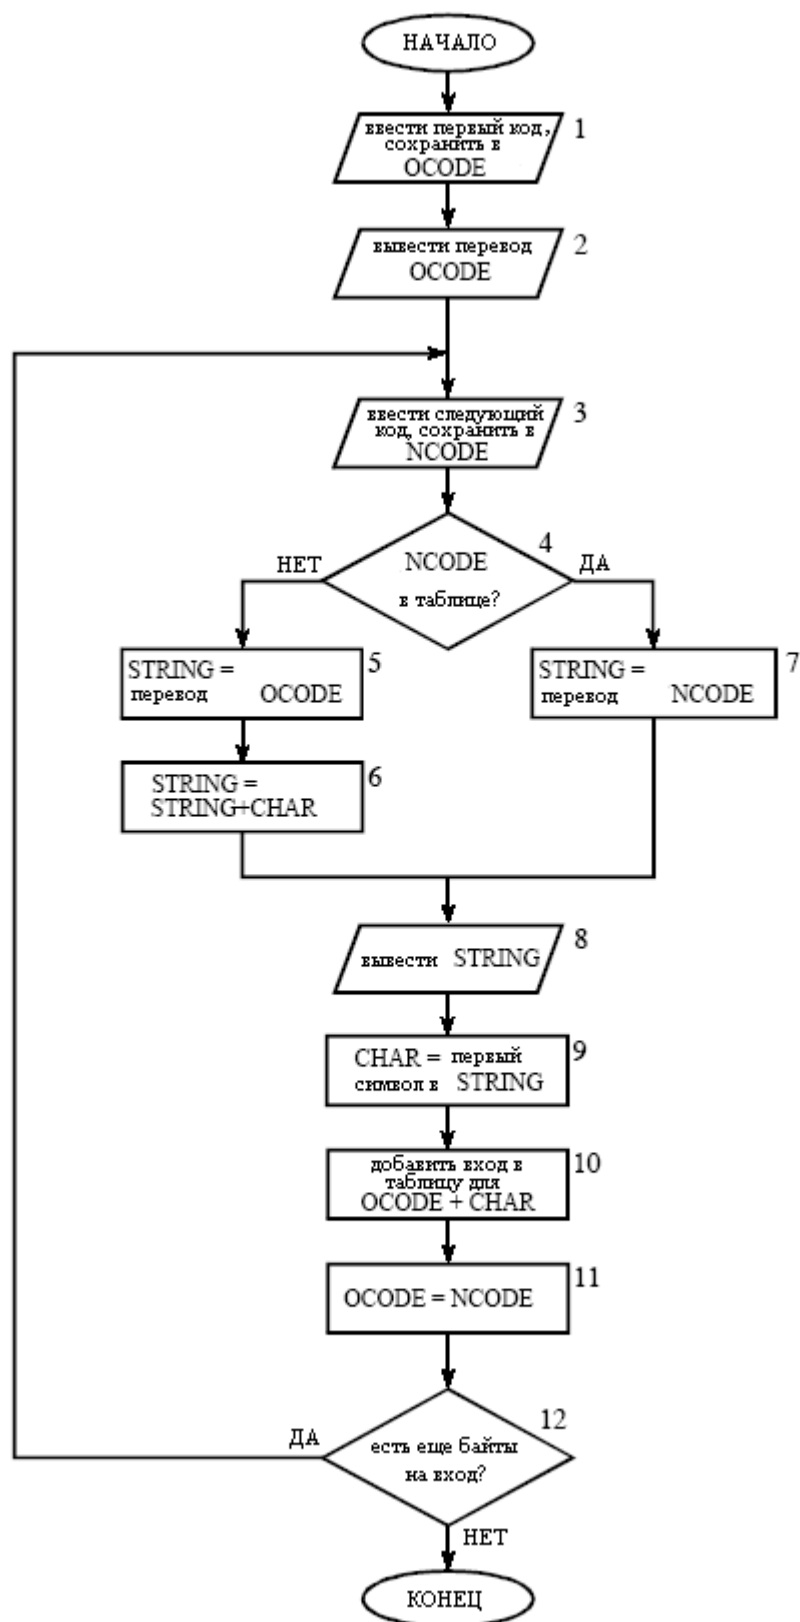 НАЧАЛО
ввести первый код,
сохранить в
OCODE
1
вывести перевод
OCODE
2
ввести следующий
код, сохранить в
NCODE
3
NCODE
в таблице?
4
НЕТ
ДА
STRING =
перевод OCODE
5
STRING =
STRING+CHAR
6
STRING =
перевод NCODE
7
вывести STRING
8
CHAR = первый
символ в STRING
9
добавить вход в
таблицу для
OCODE + CHAR
10
OCODE = NCODE
11
есть еще байты
на вход?
12
ДА
НЕТ
КОНЕЦ